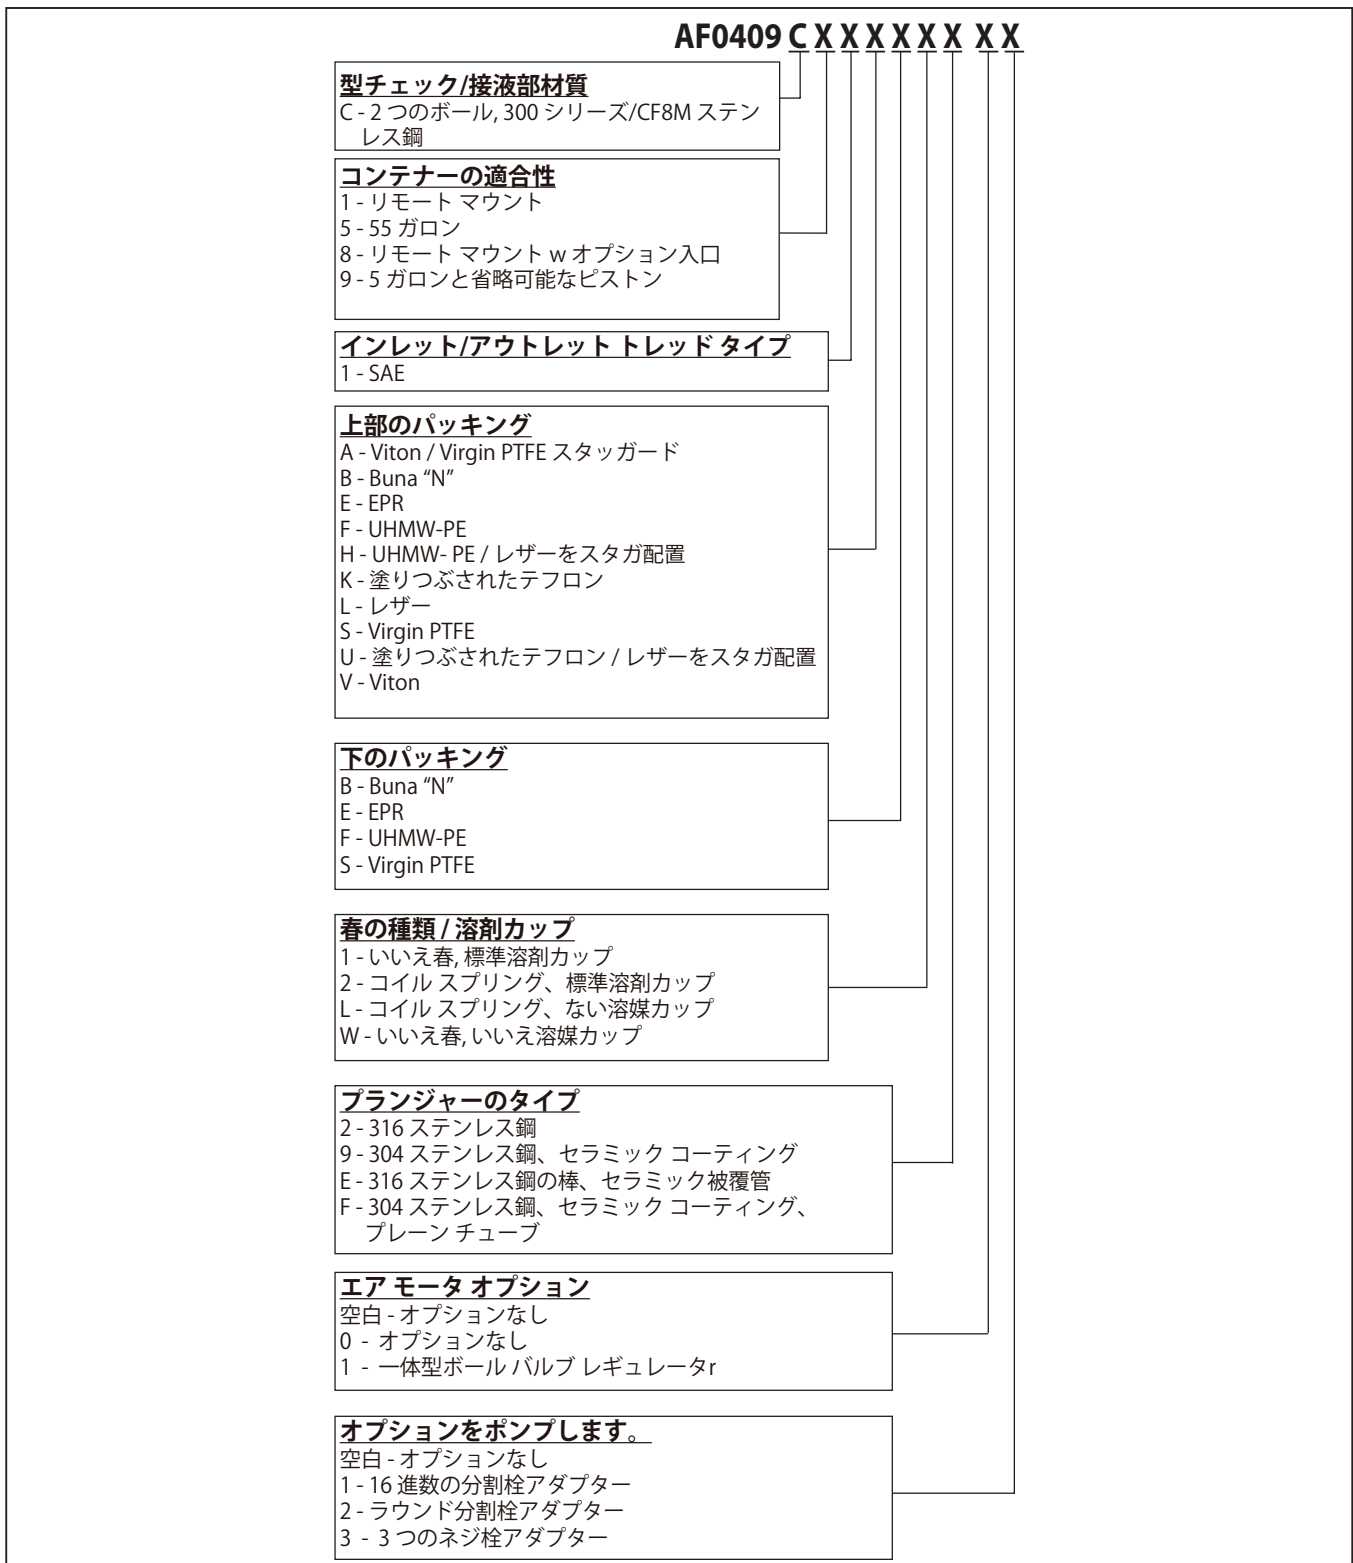 AF0409 C X X X X X X X X
型チェック/接液部材質
C - 2 つのボール, 300 シリーズ/CF8M ステン
レス鋼
コンテナーの適合性
1 - リモート マウント
5 - 55 ガロン
8 - リモート マウント w オプション入口
9 - 5 ガロンと省略可能なピストン
インレット/アウトレット トレッド タイプ
1 - SAE
上部のパッキング
A - Viton / Virgin PTFE スタッガード
B - Buna “N”
E - EPR
F - UHMW-PE
H - UHMW- PE / レザーをスタガ配置
K - 塗りつぶされたテフロン
L - レザー
S - Virgin PTFE
U - 塗りつぶされたテフロン / レザーをスタガ配置
V - Viton
下のパッキング
B - Buna “N”
E - EPR
F - UHMW-PE
S - Virgin PTFE
春の種類 / 溶剤カップ
1 - いいえ春, 標準溶剤カップ
2 - コイル スプリング、標準溶剤カップ
L - コイル スプリング、ない溶媒カップ
W - いいえ春, いいえ溶媒カップ
プランジャーのタイプ
2 - 316 ステンレス鋼
9 - 304 ステンレス鋼、セラミック コーティング
E - 316 ステンレス鋼の棒、セラミック被覆管
F - 304 ステンレス鋼、セラミック コーティング、
プレーン チューブ
エア モータ オプション
空白 - オプションなし
0 - オプションなし
1 - 一体型ボール バルブ レギュレータr
オプションをポンプします。
空白 - オプションなし
1 - 16 進数の分割栓アダプター
2 - ラウンド分割栓アダプター
3 - 3 つのネジ栓アダプター